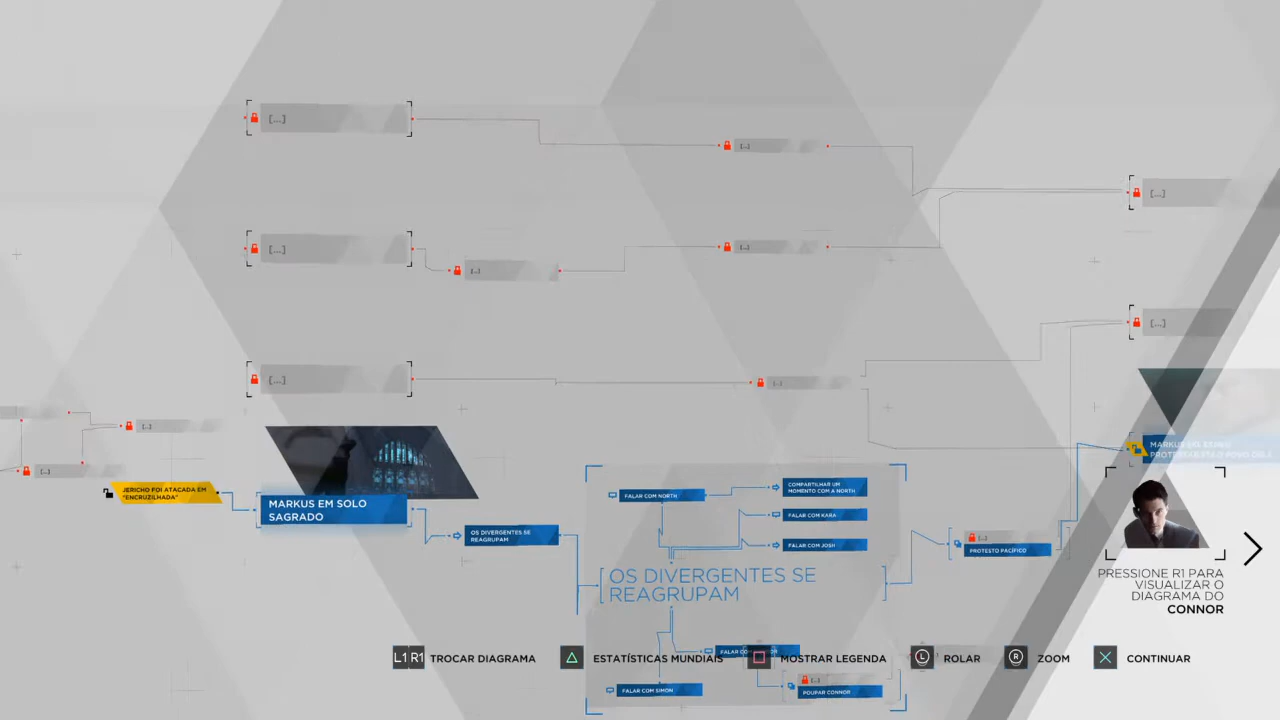 [...]
[...]
[...]
[...]
[...]
[...]
[...]
[...]
[...]
[...]
[...]
JERICHO FOI ATACADA EM
"ENCRUZILHADA"
MARKUS EM SOLO
SAGRADO
OS DIVERGENTES SE
REAGRUPAM
FALAR COM NORTH
COMPARTILHAR UM
MOMENTO COM A NORTH
FALAR COM KARA
FALAR COM JOSH
OS DIVERGENTES SE
REAGRUPAM
[...]
PROTESTO PACÍFICO
FALAR COM SIMON
[...]
POUPAR CONNOR
MARKUS
PRESSIONE R1 PARA
VISUALIZAR O
DIAGRAMA DO
CONNOR
L1 R1 TROCAR DIAGRAMA
ESTATÍSTICAS MUNDIAIS
MOSTRAR LEGENDA
L ROLAR
R ZOOM
CONTINUAR